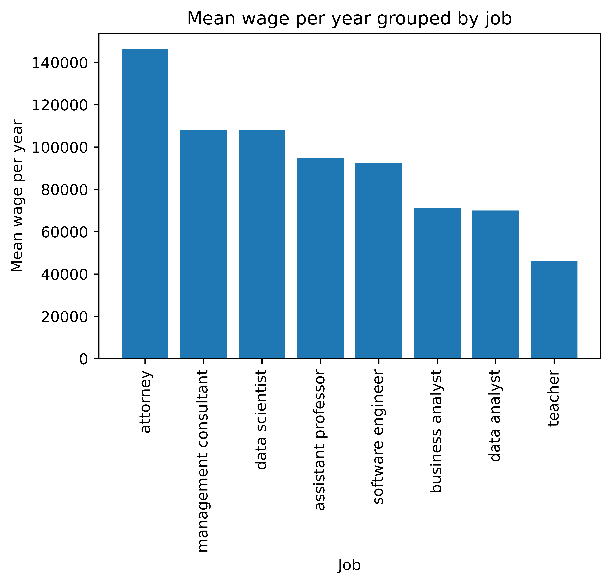 Mean wage per year grouped by job
Mean wage per year
140000
120000
100000
80000
60000
40000
20000
0
attorney
management consultant
data scientist
assistant professor
software engineer
business analyst
data analyst
teacher
Job